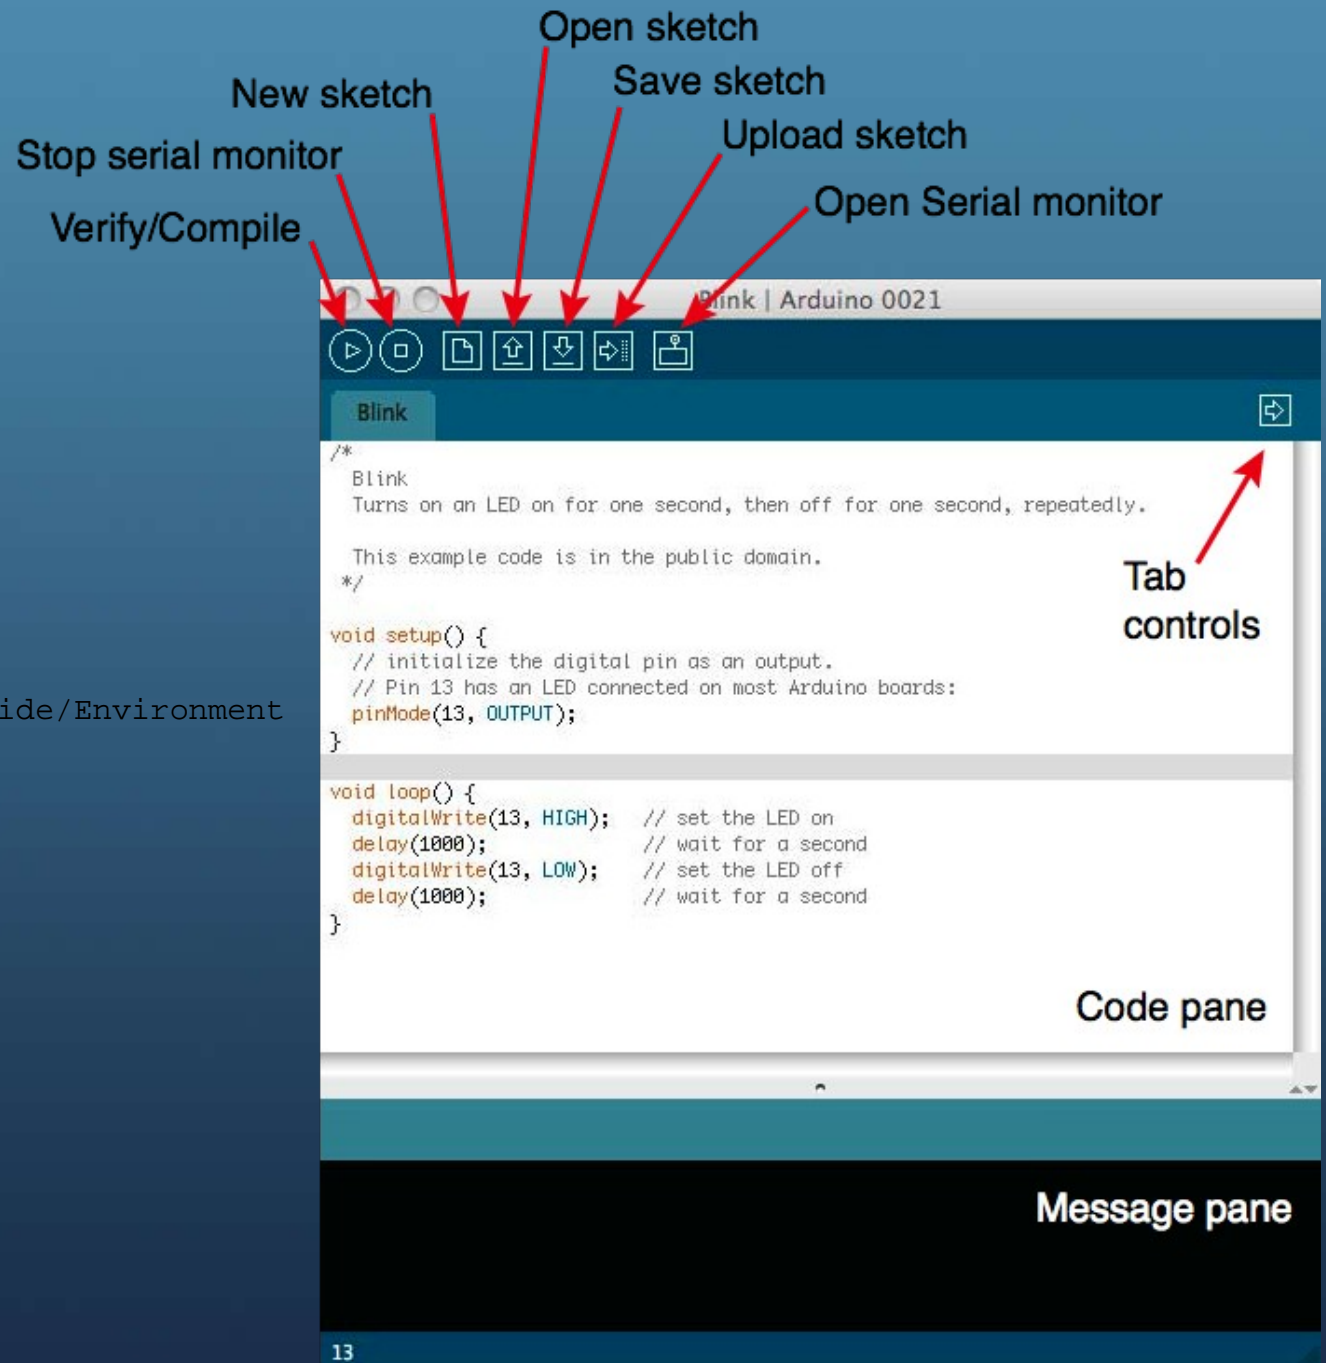 Open sketch
Save sketch
New sketch
Upload sketch
Stop serial monitor
Open Serial monitor
Verify/Compile
Blink | Arduino 0021
Blink
/*
Blink
Turns on an LED on for one second, then off for one second, repeatedly.
This example code is in the public domain.
*/
Tab
controls
void setup() {
// initialize the digital pin as an output.
// Pin 13 has an LED connected on most Arduino boards:
pinMode(13, OUTPUT);
}
ide/Environment
void loop() {
digitalWrite(13, HIGH); // set the LED on
delay(1000); // wait for a second
digitalWrite(13, LOW); // set the LED off
delay(1000); // wait for a second
}
Code pane
Message pane
13